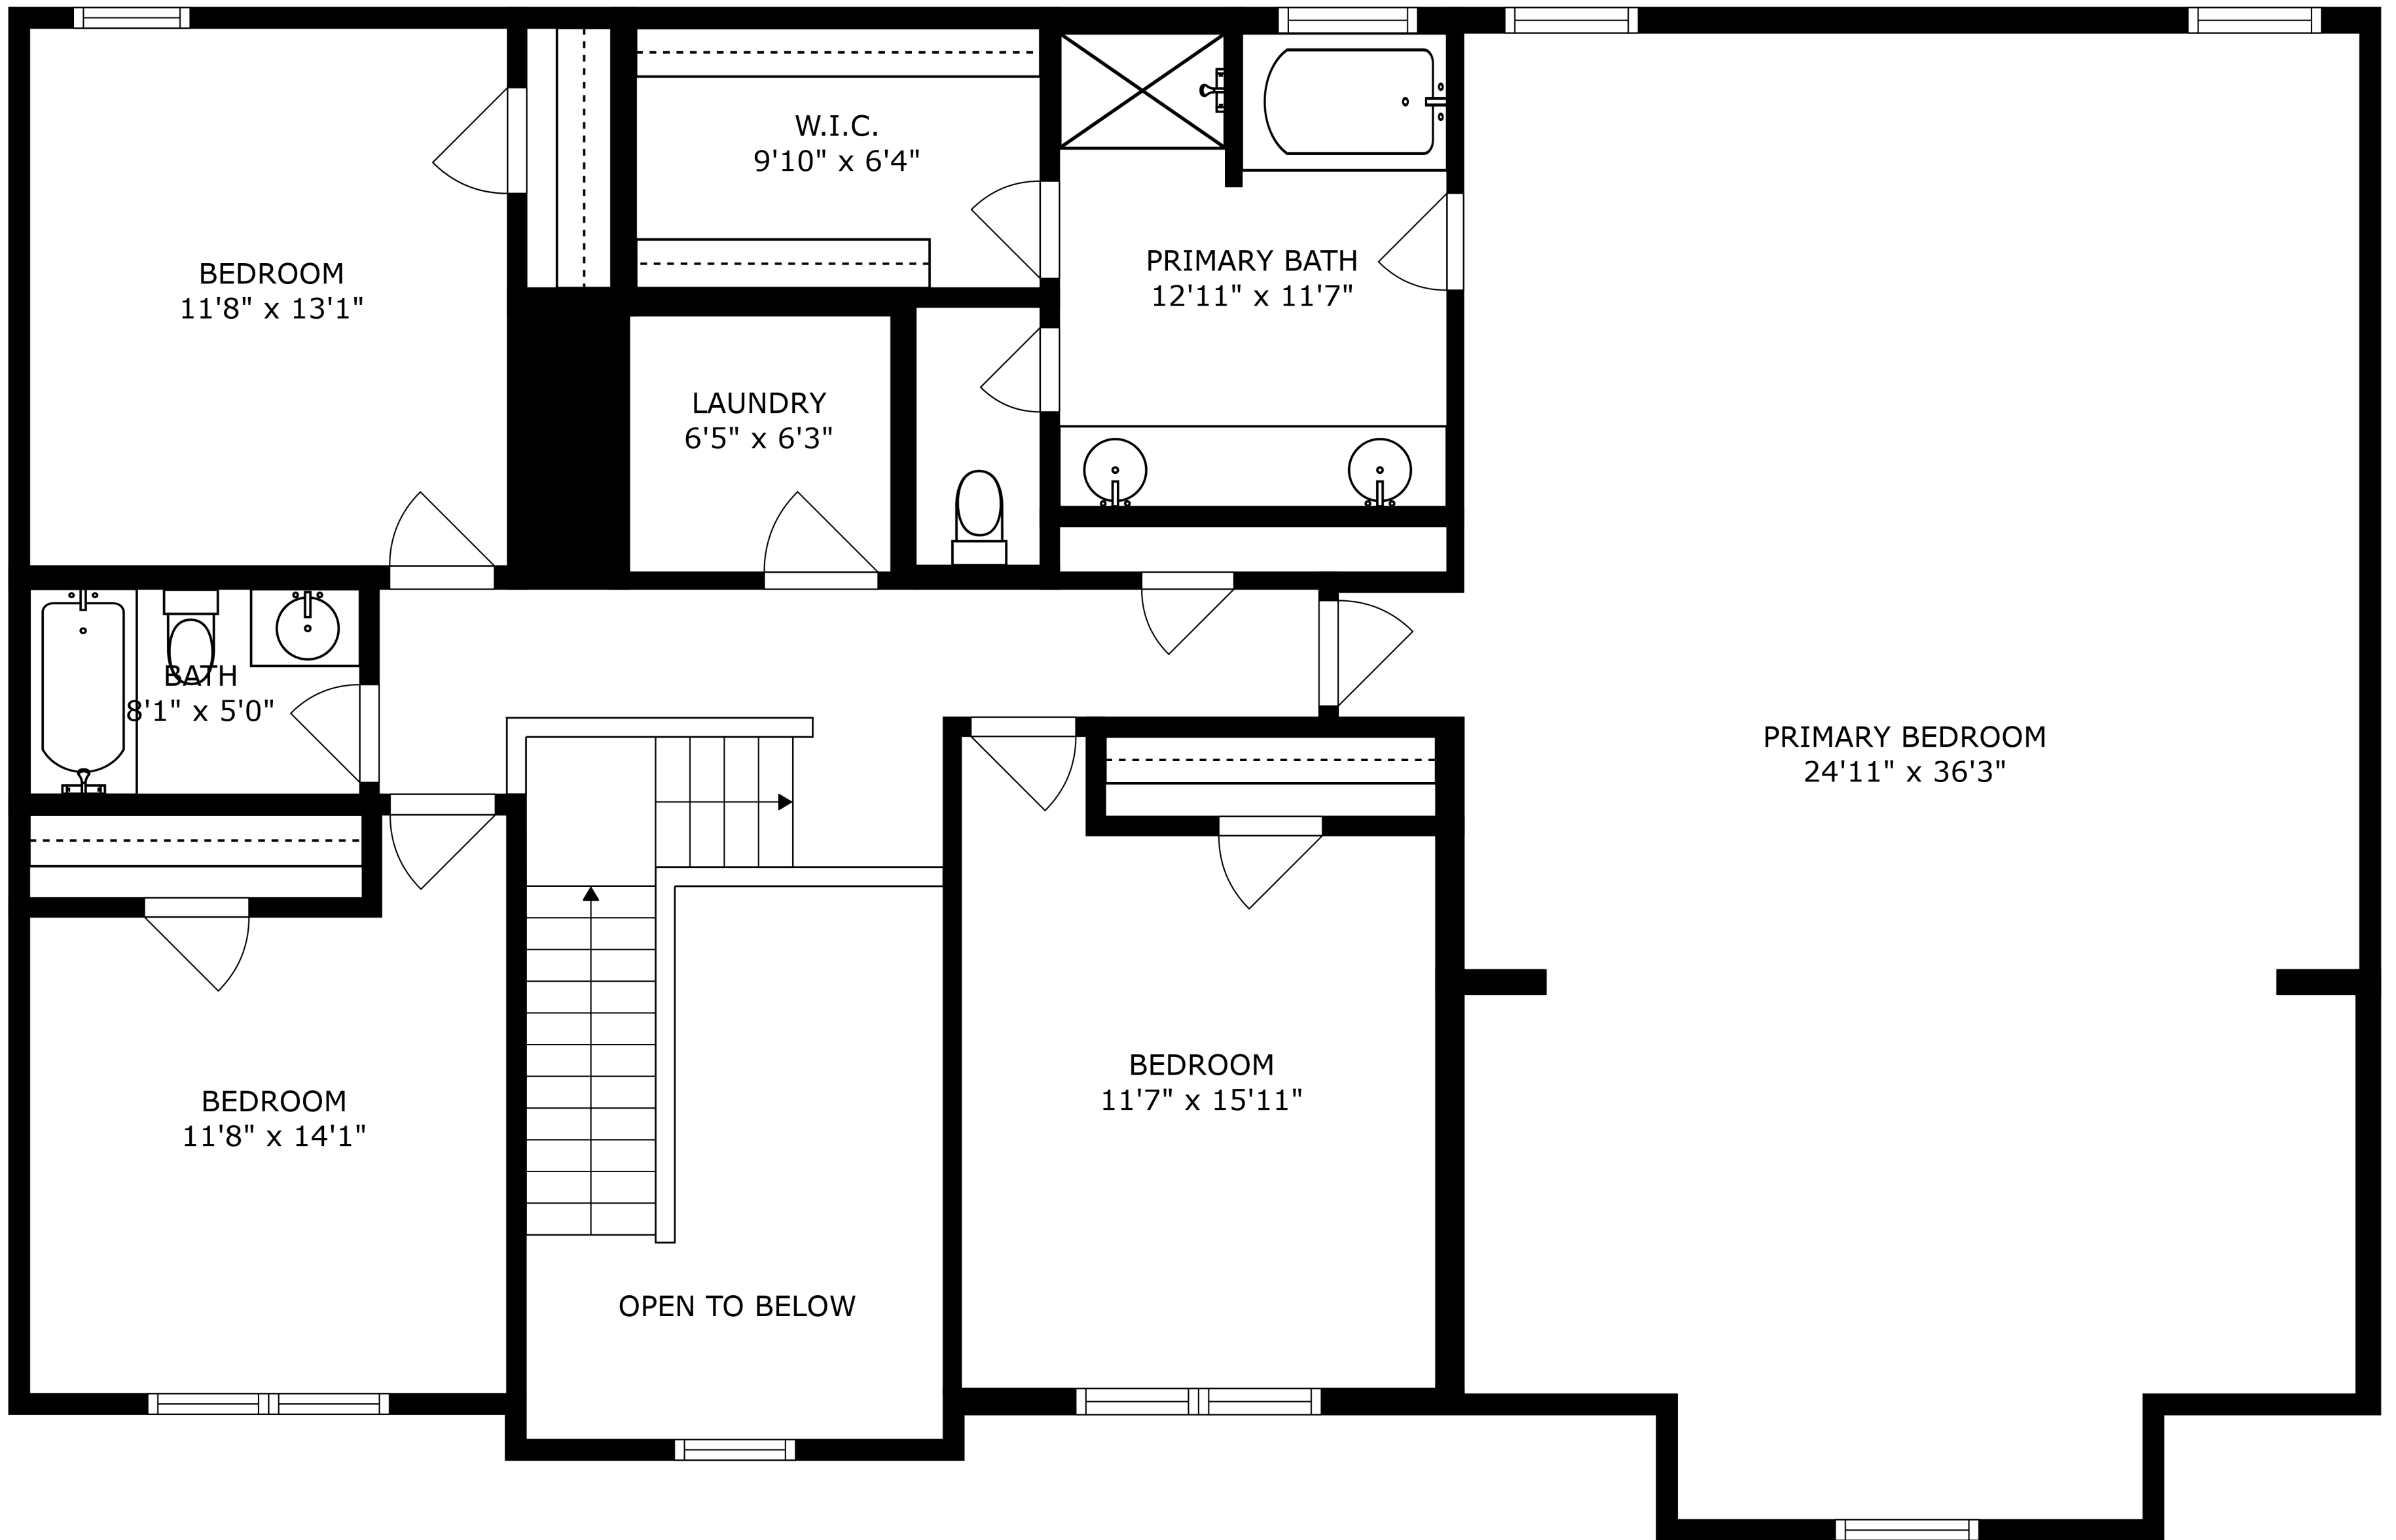 W.I.C.
9'10" x 6'4"
BEDROOM
11'8" x 13'1"
PRIMARY BATH
12'11" x 11'7"
LAUNDRY
6'5" x 6'3"
BATH
8'1" x 5'0"
PRIMARY BEDROOM
24'11" x 36'3"
BEDROOM
11'8" x 14'1"
BEDROOM
11'7" x 15'11"
OPEN TO BELOW